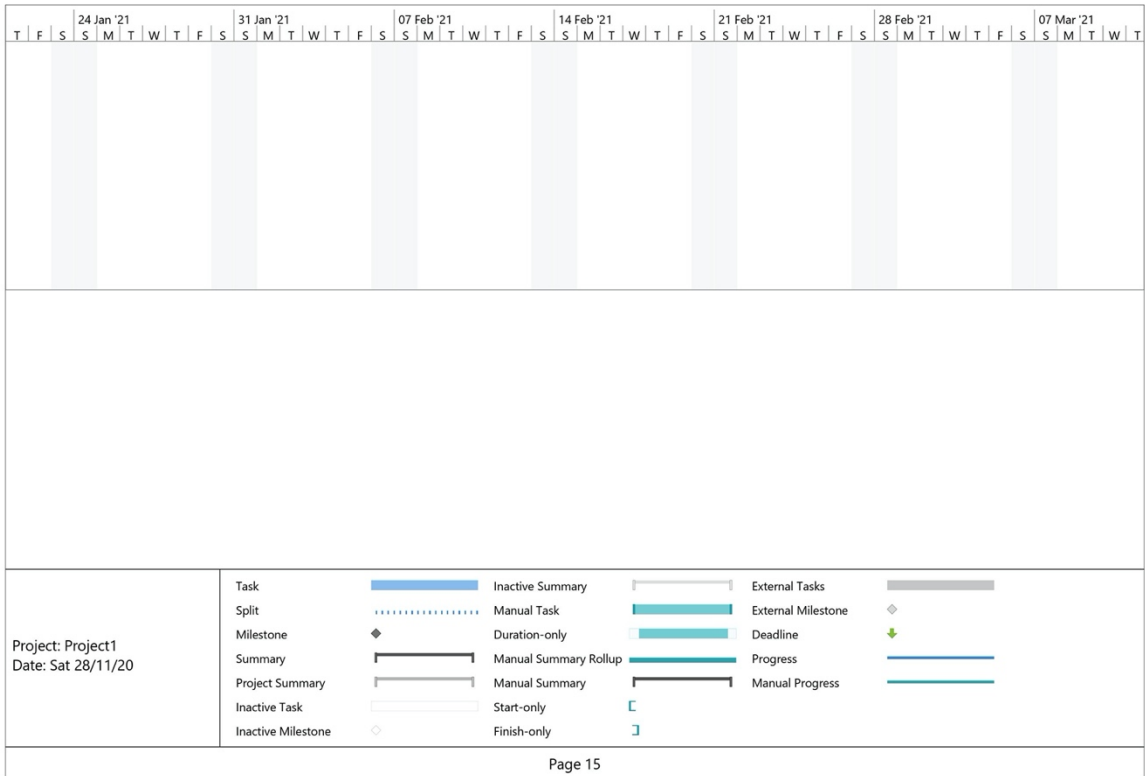 24 Jan '21 31 Jan '21 07 Feb '21 14 Feb '21 21 Feb '21 28 Feb '21 07 Mar '21
T F S S M T W T F S S M T W T F S S M T W T F S S M T W T F S S M T W T F S S M T W T F S S M T W T
Task Inactive Summary External Tasks
Split Manual Task External Milestone
Milestone Duration-only Deadline
Project: Project1
Date: Sat 28/11/20
Summary Manual Summary Rollup Progress
Project Summary Manual Summary Manual Progress
Inactive Task Start-only
Inactive Milestone Finish-only
Page 15